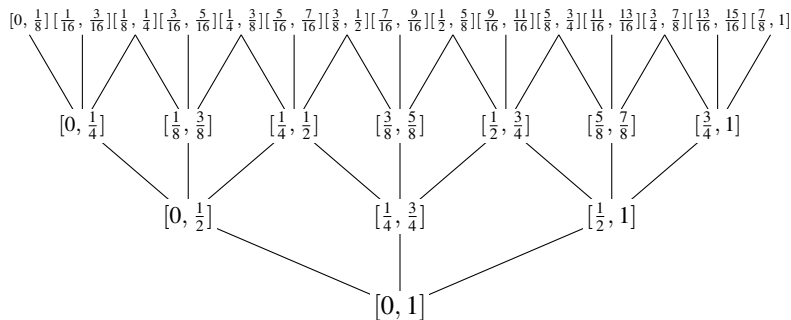 [0, 1/8][1/16, 3/16][1/8, 1/4][3/16, 5/16][1/4, 3/8][5/16, 7/16][3/8, 1/2][7/16, 9/16][1/2, 5/8][9/16, 11/16][5/8, 3/4][11/16, 13/16][3/4, 7/8][13/16, 15/16][7/8, 1]
[0, 1/4] [1/8, 3/8] [1/4, 1/2] [3/8, 5/8] [1/2, 3/4] [5/8, 7/8] [3/4, 1]
[0, 1/2] [1/4, 3/4] [1/2, 1]
[0, 1]